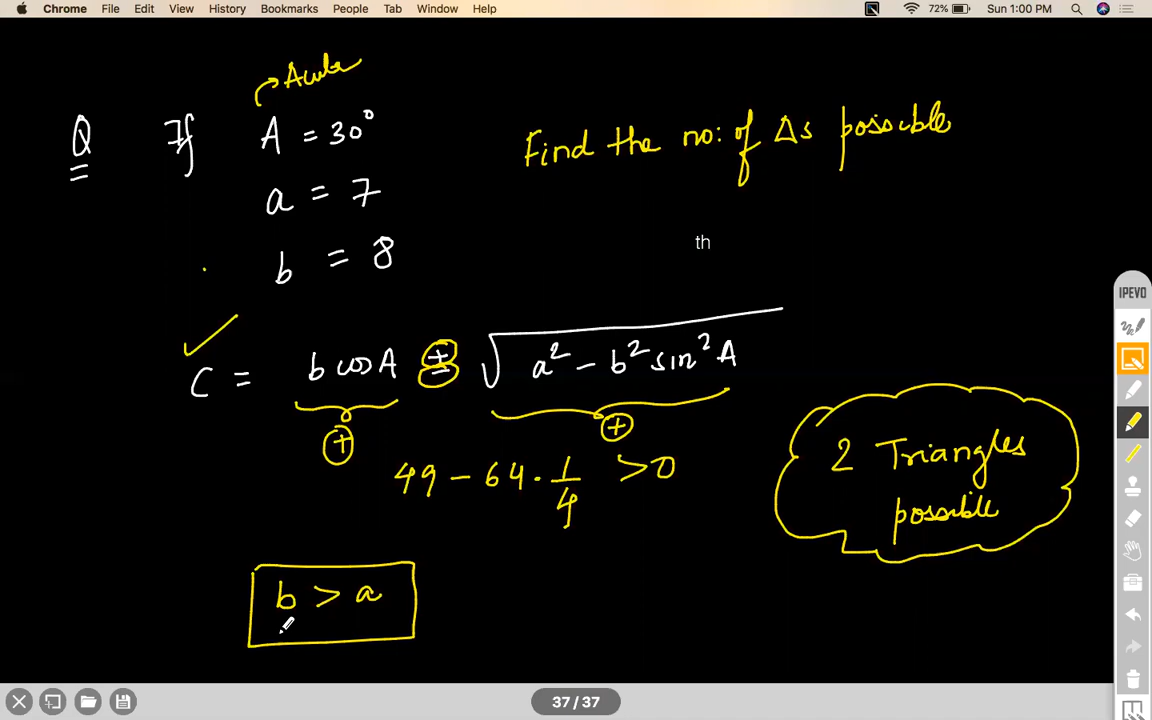 Chrome File Edit View History Bookmarks People Tab Window Help 72% Sun 1:00 PM
Acute
Q If A = 30° Find the no: of Δs possible
a = 7
th
b = 8
IPEVO
C = b cosA ± √(a² - b² sin² A)
+ +
49 - 64 · 1/4 > 0
2 Triangles
possible
b > a
37 / 37